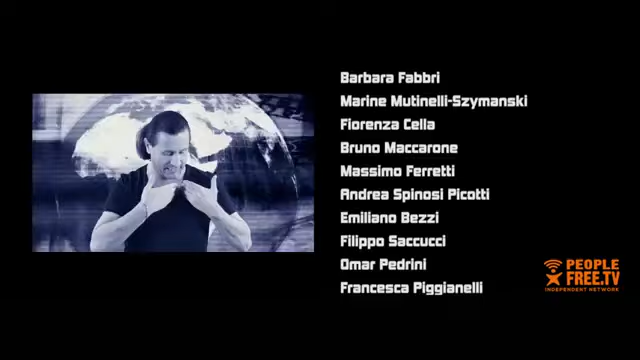 Barbara Fabbri
Marine Mutinelli-Szymanski
Fiorenza Cella
Bruno Maccarone
Massimo Ferretti
Andrea Spinosi Picotti
Emiliano Bezzi
Filippo Saccucci
Omar Pedrini
Francesca Piggianelli
PEOPLE
FREE.TV
INDEPENDENT NETWORK